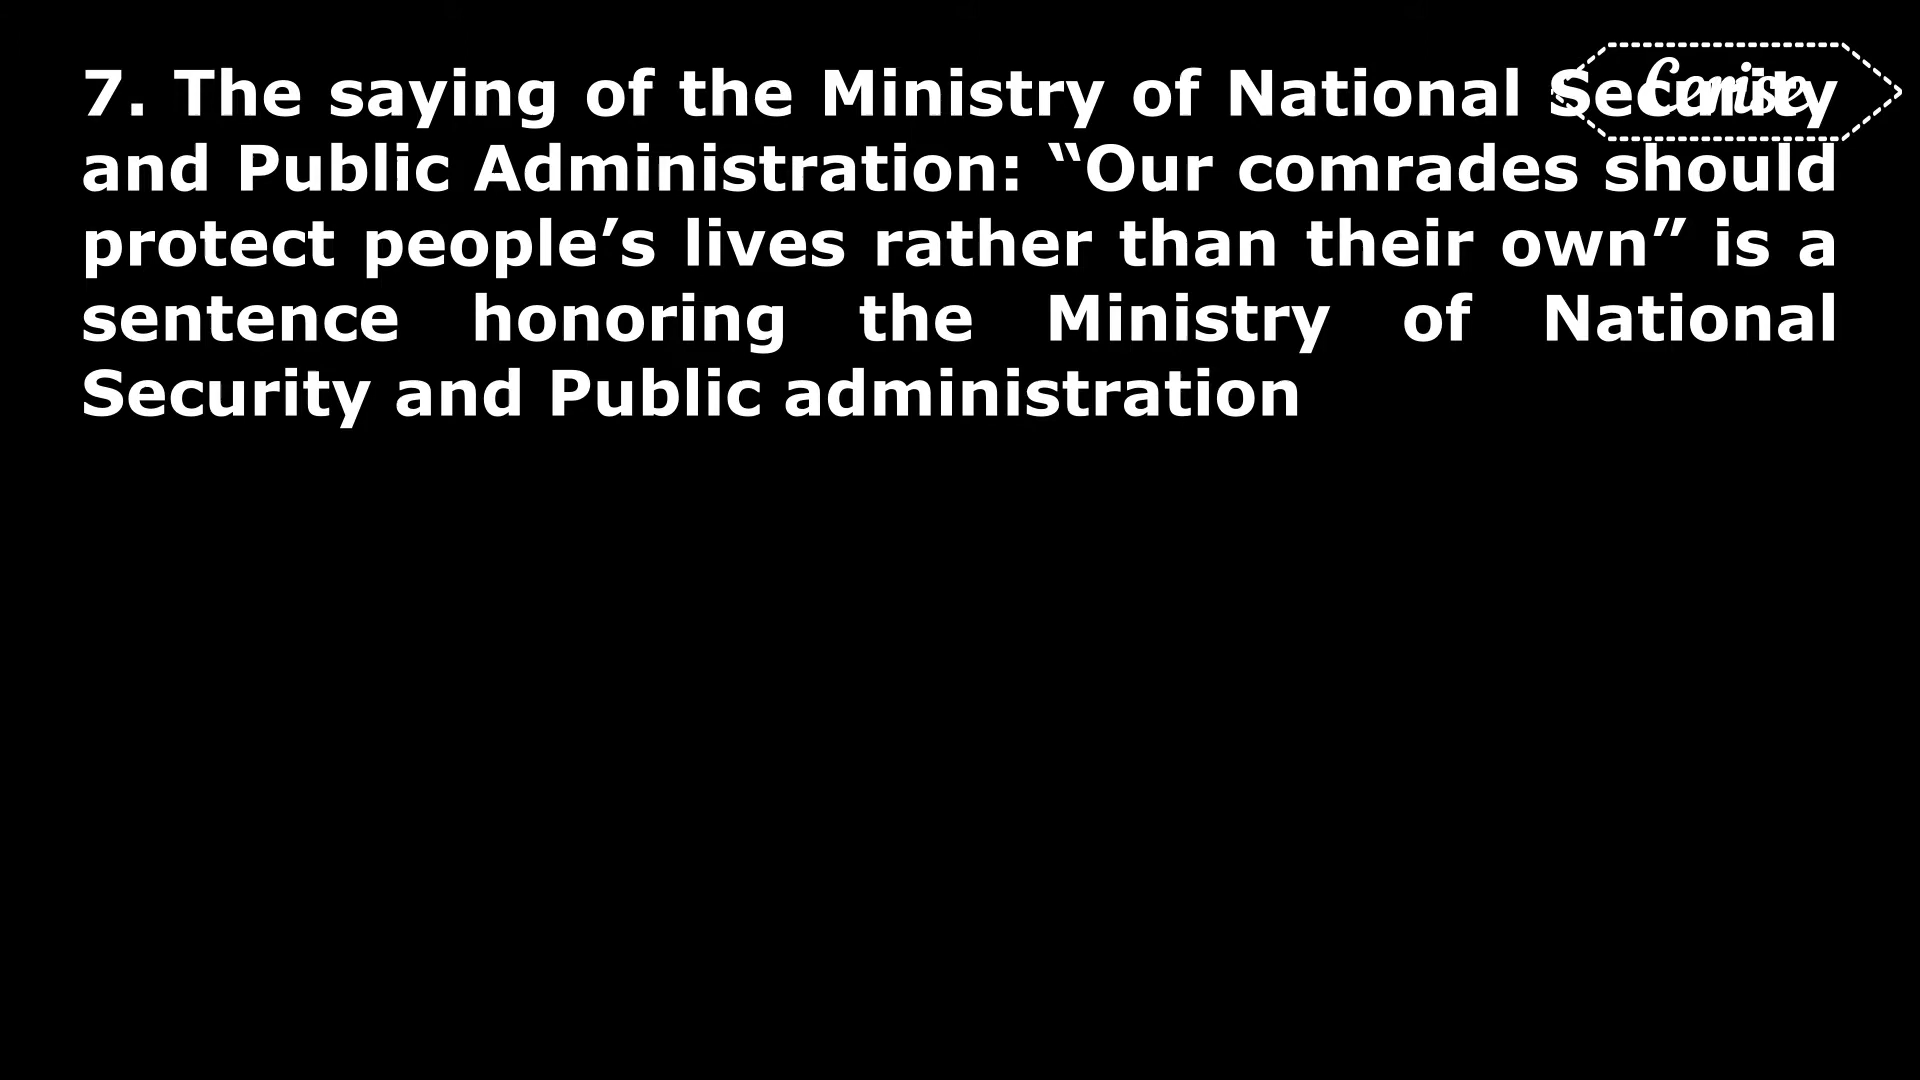 7. The saying of the Ministry of National Security
and Public Administration: “Our comrades should
protect people’s lives rather than their own” is a
sentence honoring the Ministry of National
Security and Public administration
Cerise